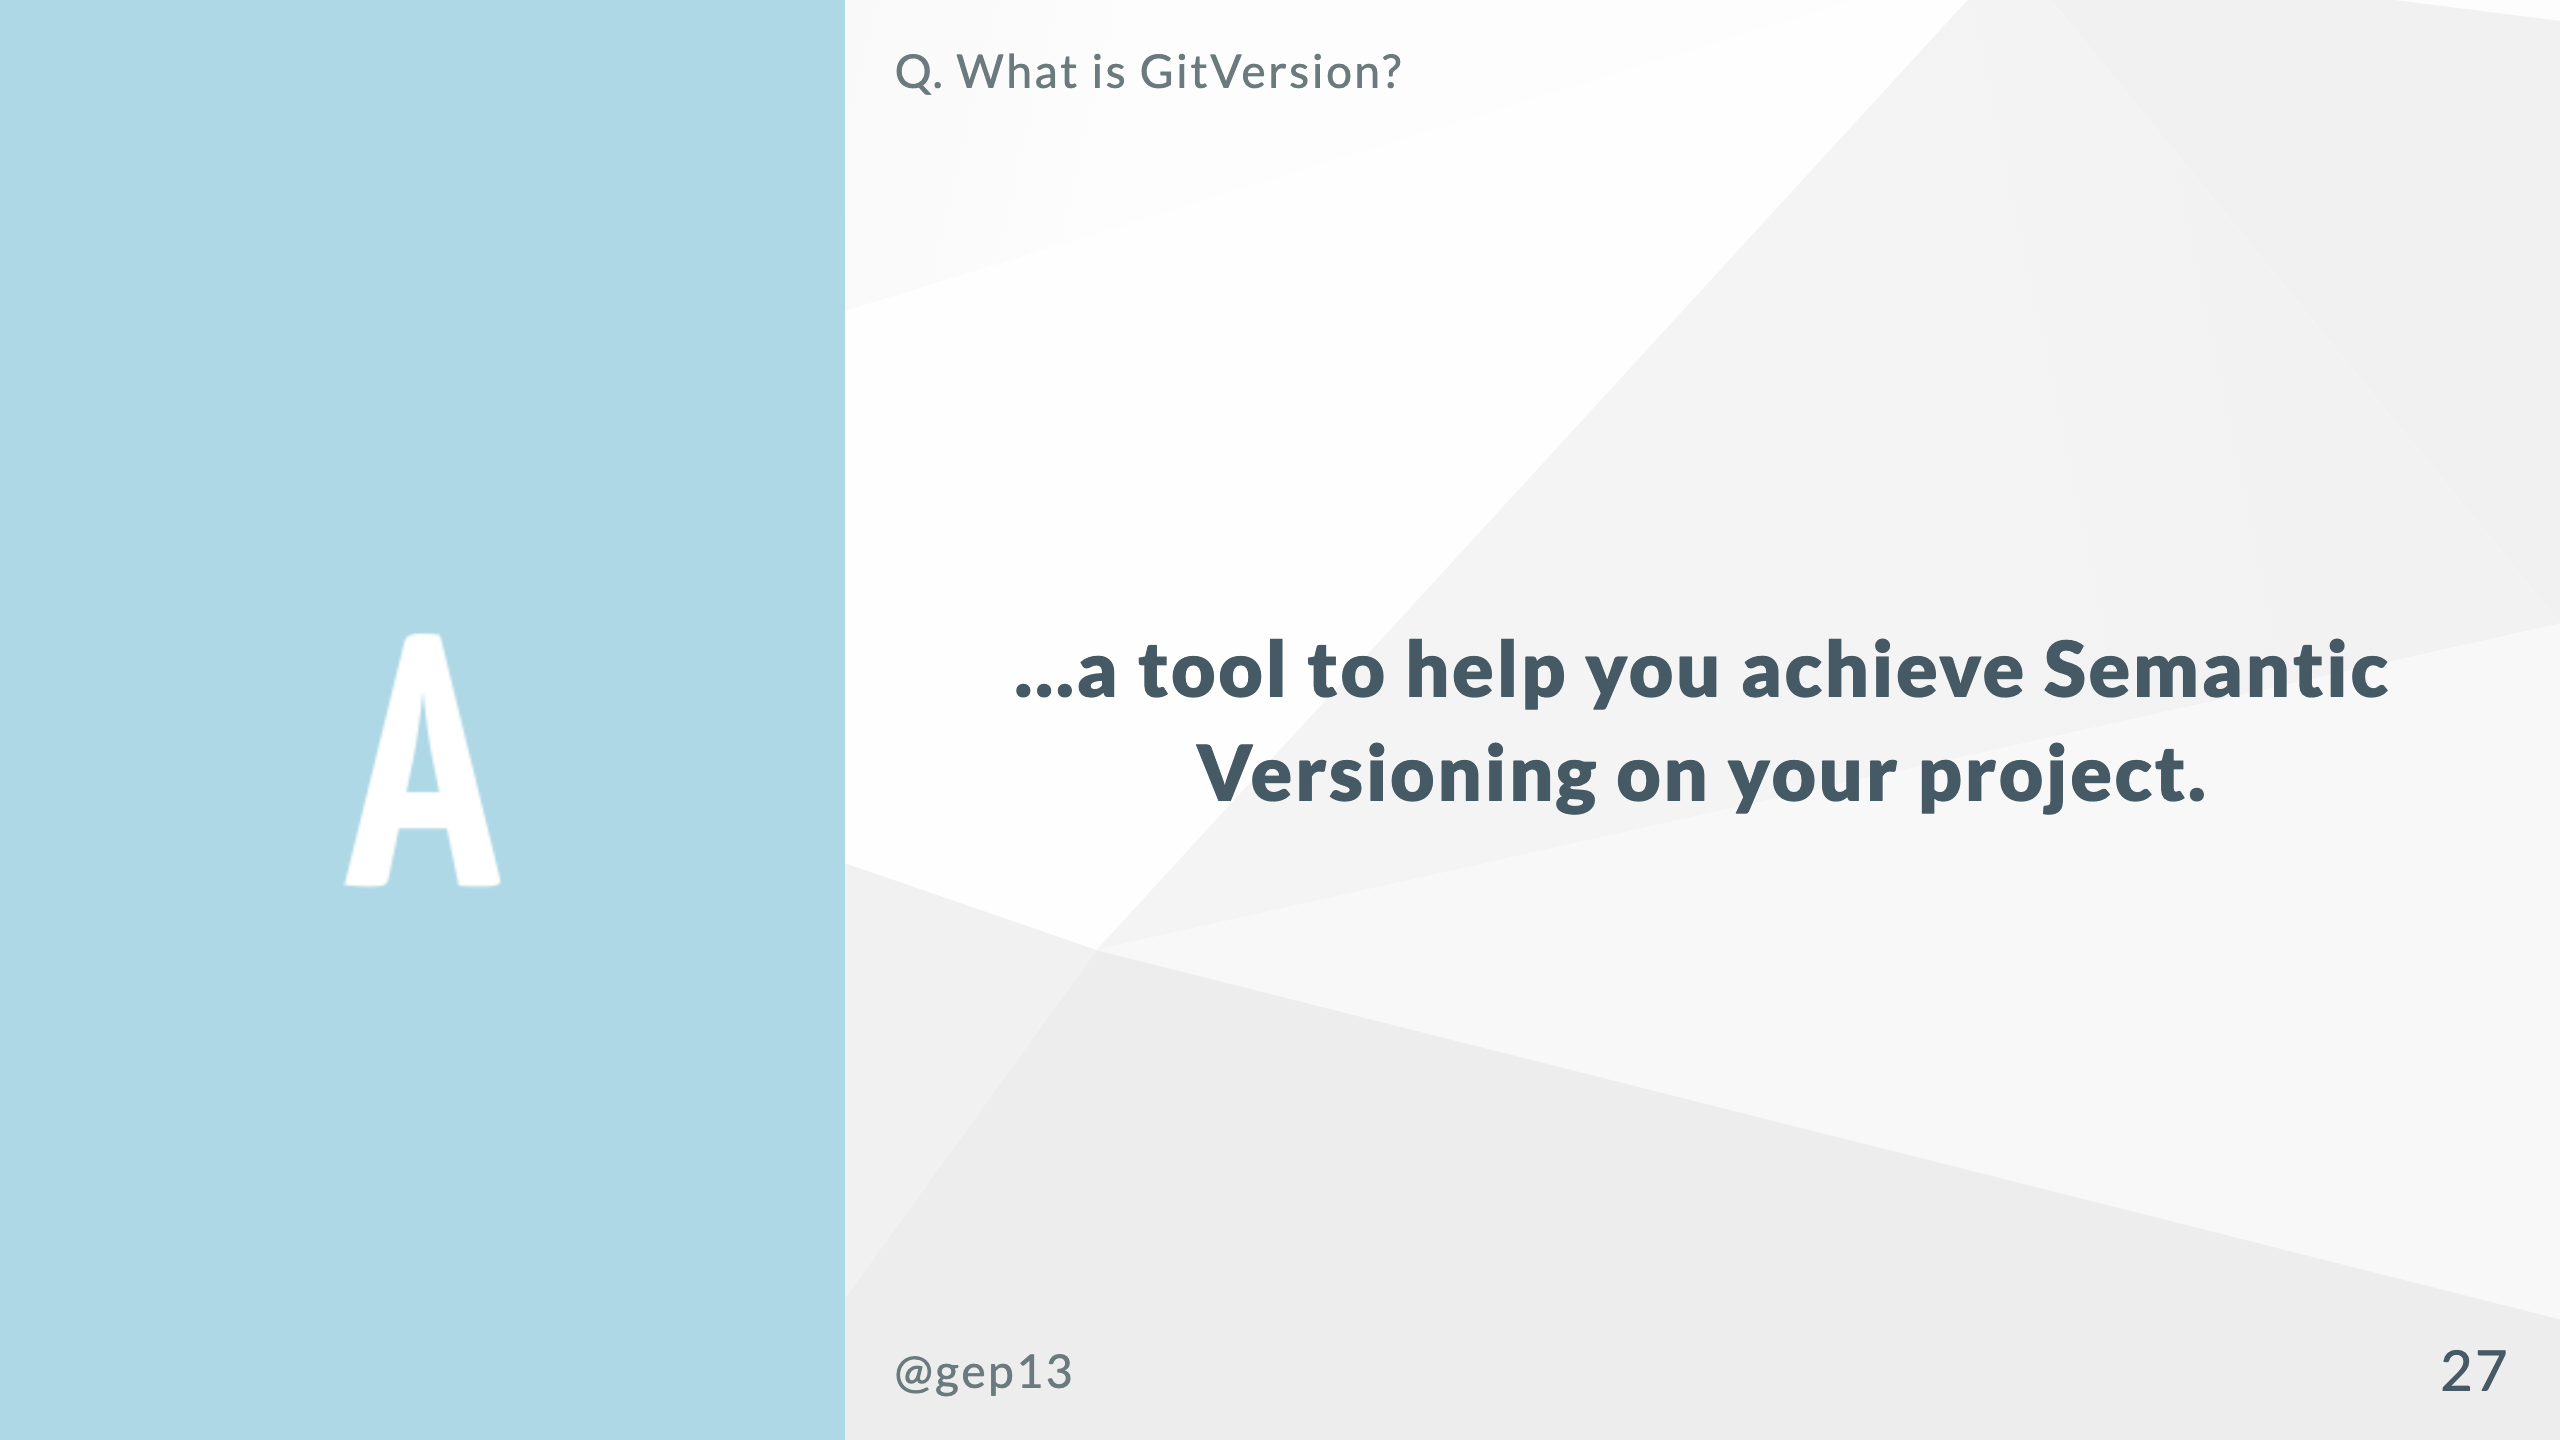 Q. What is GitVersion?
A
...a tool to help you achieve Semantic
Versioning on your project.
@gep13
27